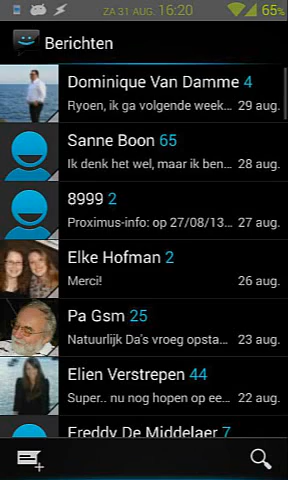 ZA 31 AUG. 16:20 65%
Berichten
Dominique Van Damme 4
Ryoen, ik ga volgende week... 29 aug.
Sanne Boon 65
Ik denk het wel, maar ik ben... 28 aug.
8999 2
Proximus-info: op 27/08/13... 27 aug.
Elke Hofman 2
Merci! 26 aug.
Pa Gsm 25
Natuurlijk Da's vroeg opsta... 23 aug.
Elien Verstrepen 44
Super.. nu nog hopen op ee... 22 aug.
Freddy De Middelaer 7